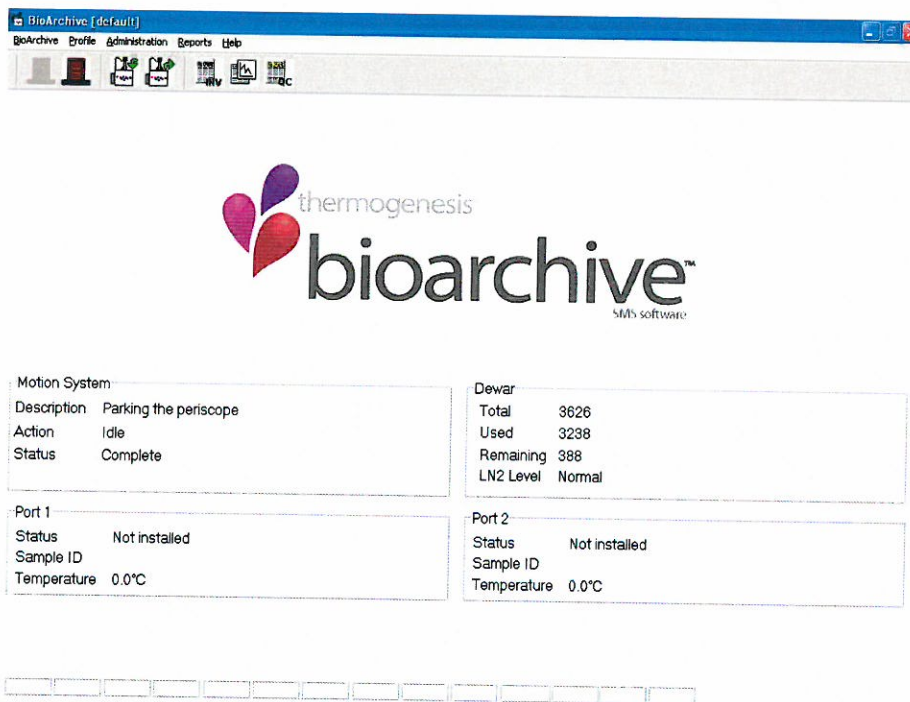 BioArchive [default]
BioArchive Profile Administration Reports Help
INV QC
thermogenesis
bioarchive™
SMS software
Motion System
Description Parking the periscope
Action Idle
Status Complete
Dewar
Total 3626
Used 3238
Remaining 388
LN2 Level Normal
Port 1
Status Not installed
Sample ID
Temperature 0.0°C
Port 2
Status Not installed
Sample ID
Temperature 0.0°C